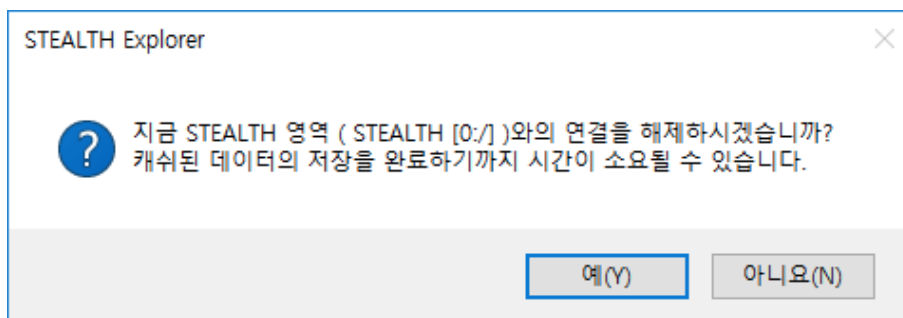 STEALTH Explorer
지금 STEALTH 영역 ( STEALTH [0:/] )와의 연결을 해제하시겠습니까?
캐쉬된 데이터의 저장을 완료하기까지 시간이 소요될 수 있습니다.
예(Y) 아니요(N)